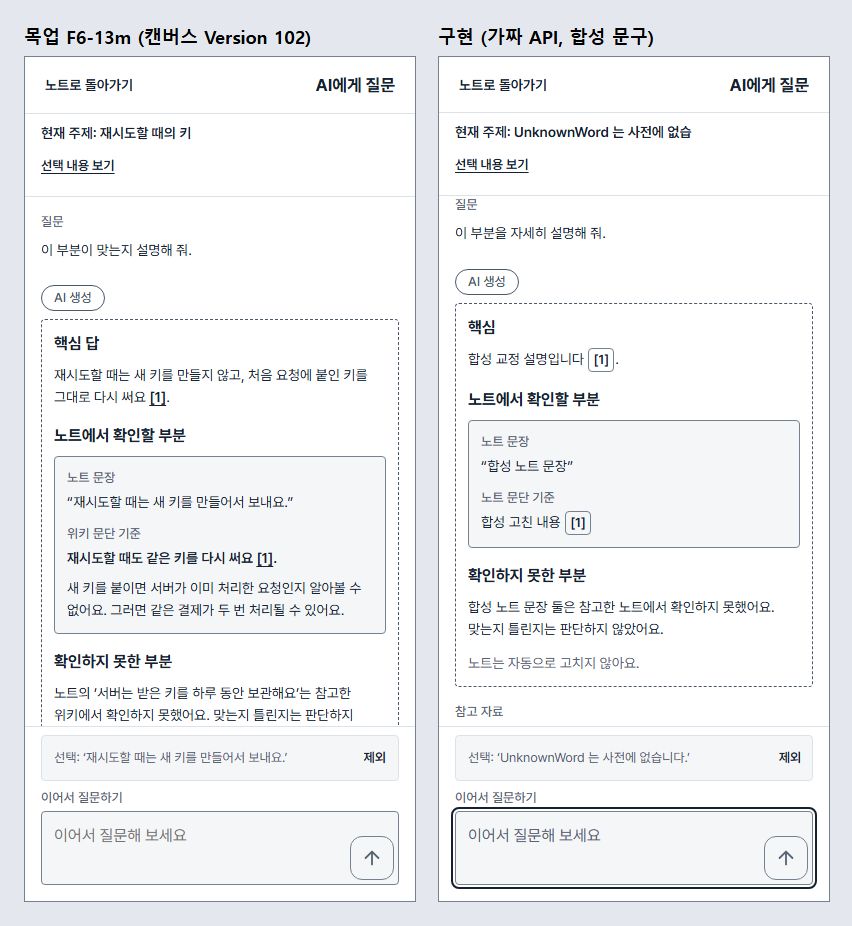 목업 F6-13m (캔버스 Version 102)
노트로 돌아가기
AI에게 질문
현재 주제: 재시도할 때의 키
선택 내용 보기
질문
이 부분이 맞는지 설명해 줘.
AI 생성
핵심 답
재시도할 때는 새 키를 만들지 않고, 처음 요청에 붙인 키를
그대로 다시 써요 [1].
노트에서 확인할 부분
노트 문장
“재시도할 때는 새 키를 만들어서 보내요.”
위키 문단 기준
재시도할 때도 같은 키를 다시 써요 [1].
새 키를 붙이면 서버가 이미 처리한 요청인지 알아볼 수
없어요. 그러면 같은 결제가 두 번 처리될 수 있어요.
확인하지 못한 부분
노트의 ‘서버는 받은 키를 하루 동안 보관해요’는 참고한
위키에서 확인하지 못했어요. 맞는지 틀린지는 판단하지
선택: ‘재시도할 때는 새 키를 만들어서 보내요.’
제외
이어서 질문하기
이어서 질문해 보세요
구현 (가짜 API, 합성 문구)
노트로 돌아가기
AI에게 질문
현재 주제: UnknownWord 는 사전에 없습
선택 내용 보기
질문
이 부분을 자세히 설명해 줘.
AI 생성
핵심
합성 교정 설명입니다 [1].
노트에서 확인할 부분
노트 문장
“합성 노트 문장”
노트 문단 기준
합성 고친 내용 [1]
확인하지 못한 부분
합성 노트 문장 둘은 참고한 노트에서 확인하지 못했어요.
맞는지 틀린지는 판단하지 않았어요.
노트는 자동으로 고치지 않아요.
참고 자료
선택: ‘UnknownWord 는 사전에 없습니다.’
제외
이어서 질문하기
이어서 질문해 보세요